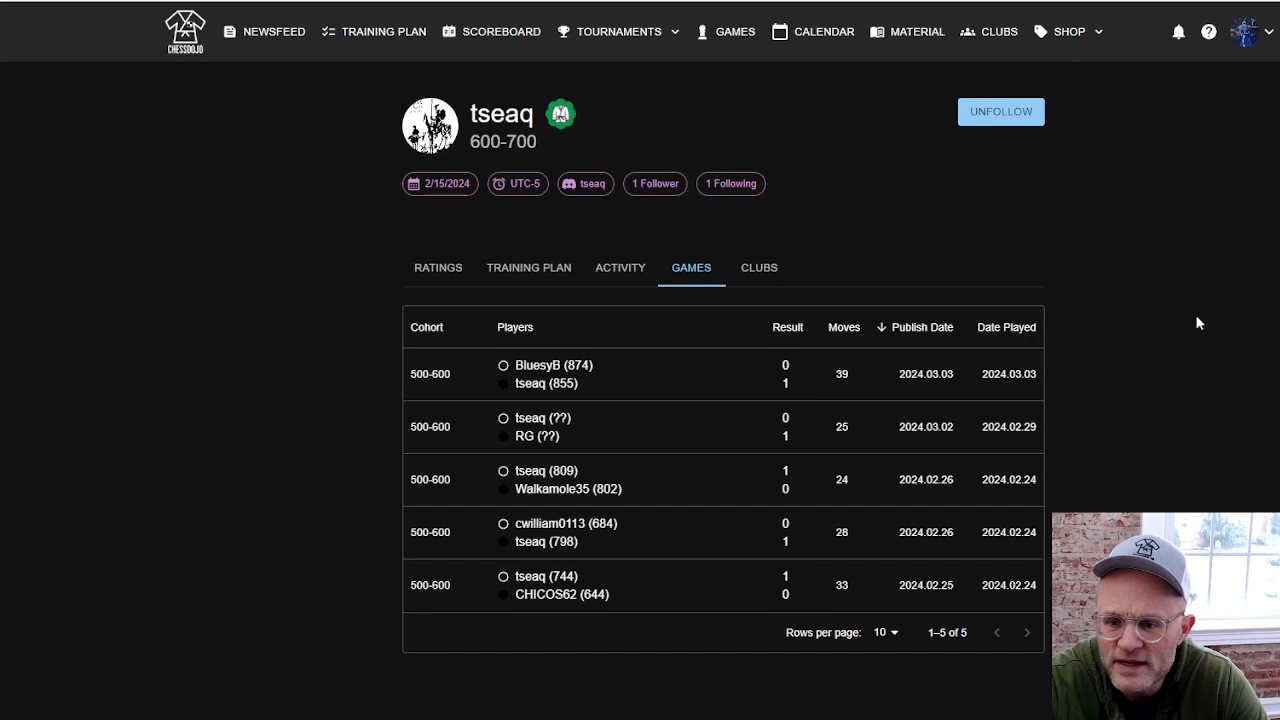 CHESSDOJO
NEWSFEED TRAINING PLAN SCOREBOARD TOURNAMENTS GAMES CALENDAR MATERIAL CLUBS SHOP
tseaq
UNFOLLOW
600-700
2/15/2024 UTC-5 tseaq 1 Follower 1 Following
RATINGS TRAINING PLAN ACTIVITY GAMES CLUBS
Cohort Players Result Moves Publish Date Date Played
500-600 BluesyB (874) 0 39 2024.03.03 2024.03.03
tseaq (855) 1
500-600 tseaq (??) 0 25 2024.03.02 2024.02.29
RG (??) 1
500-600 tseaq (809) 1 24 2024.02.26 2024.02.24
Walkamole35 (802) 0
500-600 cwilliam0113 (684) 0 28 2024.02.26 2024.02.24
tseaq (798) 1
500-600 tseaq (744) 1 33 2024.02.25 2024.02.24
CHICOS62 (644) 0
Rows per page: 10 1–5 of 5